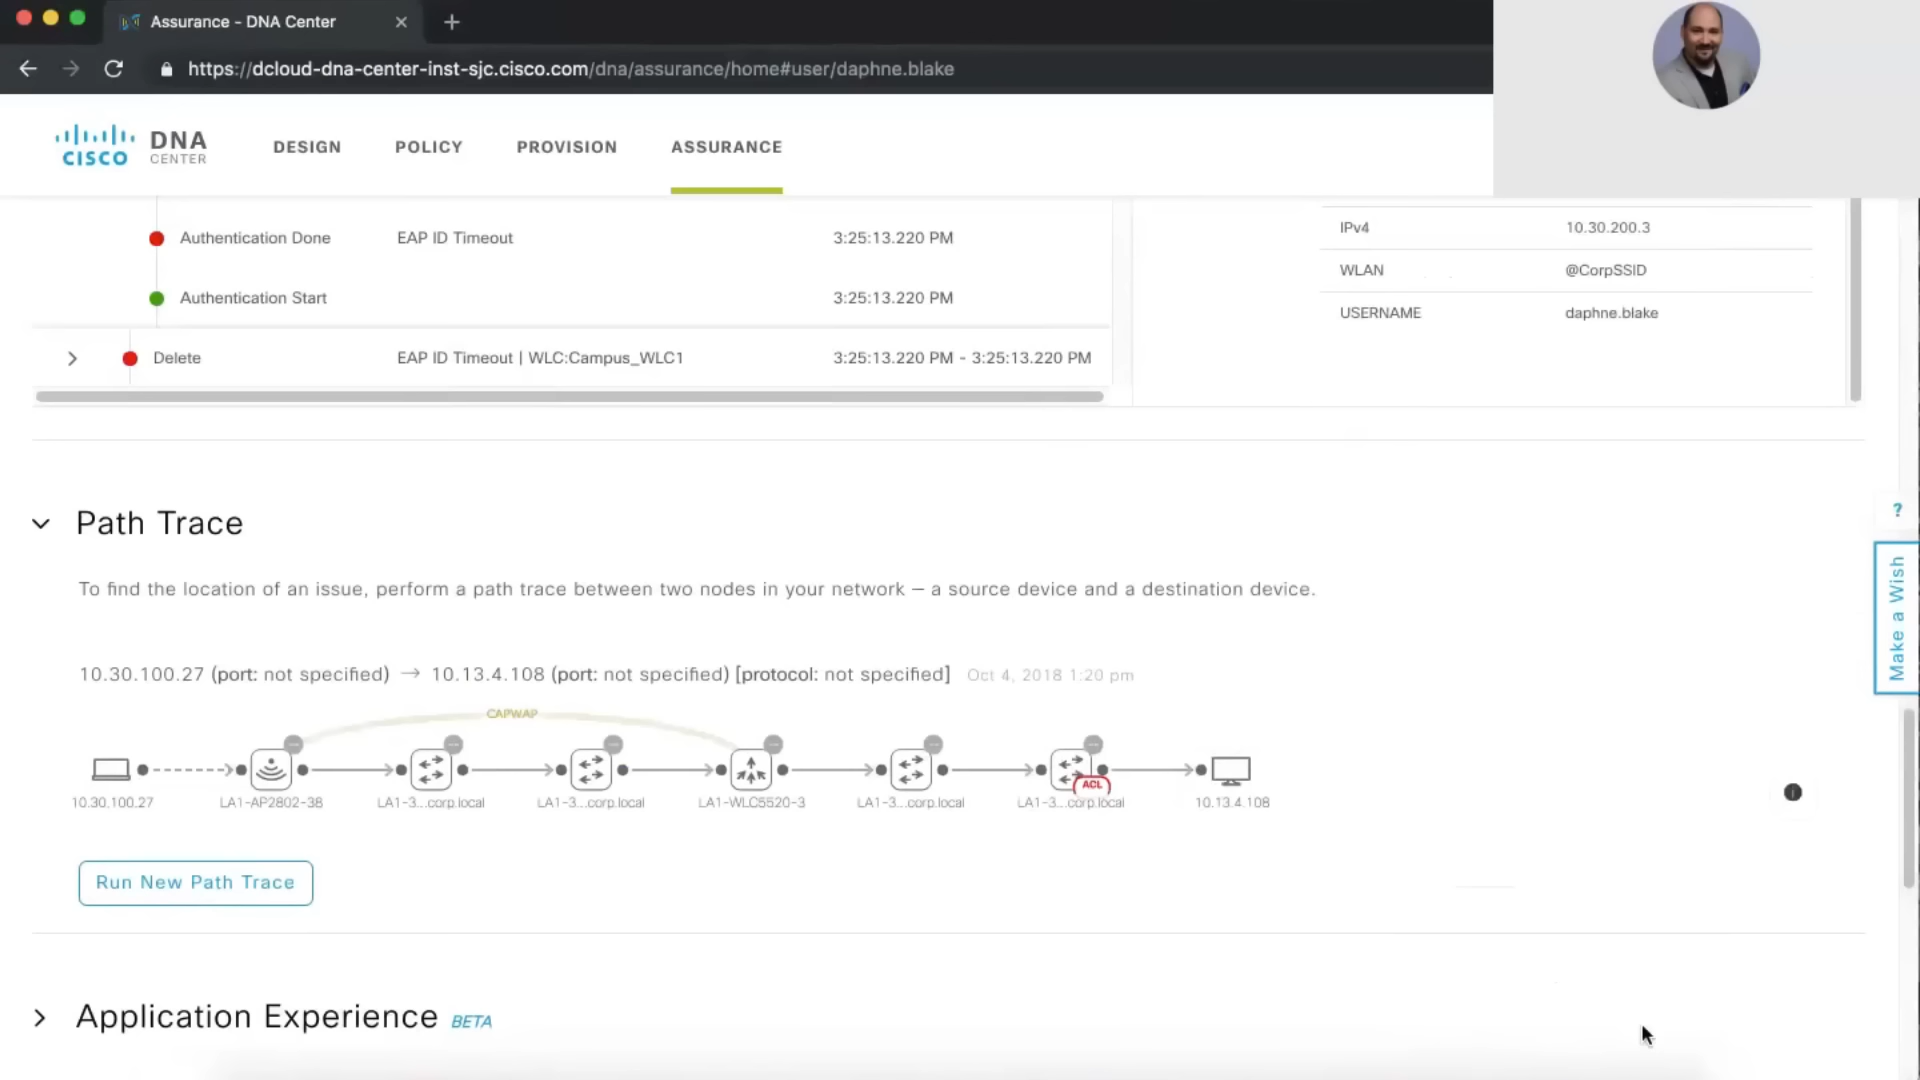 Assurance - DNA Center
https://dcloud-dna-center-inst-sjc.cisco.com/dna/assurance/home#user/daphne.blake
CISCO DNA CENTER DESIGN POLICY PROVISION ASSURANCE
Authentication Done EAP ID Timeout 3:25:13.220 PM
Authentication Start 3:25:13.220 PM
Delete EAP ID Timeout | WLC:Campus_WLC1 3:25:13.220 PM - 3:25:13.220 PM
IPv4 10.30.200.3
WLAN @CorpSSID
USERNAME daphne.blake
?
Make a Wish
Path Trace
To find the location of an issue, perform a path trace between two nodes in your network – a source device and a destination device.
10.30.100.27 (port: not specified) → 10.13.4.108 (port: not specified) [protocol: not specified] Oct 4, 2018 1:20 pm
CAPWAP
ACL
10.30.100.27 LA1-AP2802-38 LA1-3...corp.local LA1-3...corp.local LA1-WLC5520-3 LA1-3...corp.local LA1-3...corp.local 10.13.4.108
Run New Path Trace
Application Experience BETA